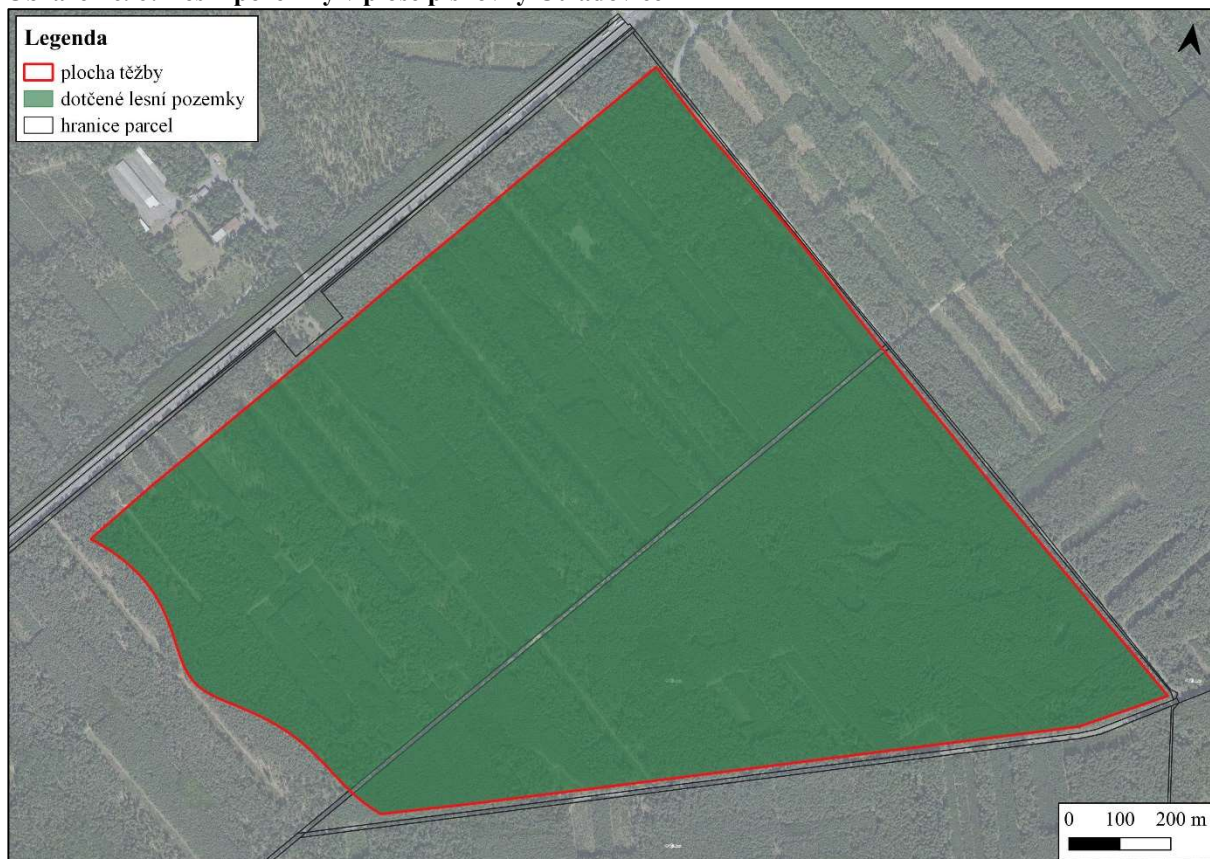 Legenda
plocha těžby
dotčené lesní pozemky
hranice parcel
0 100 200 m